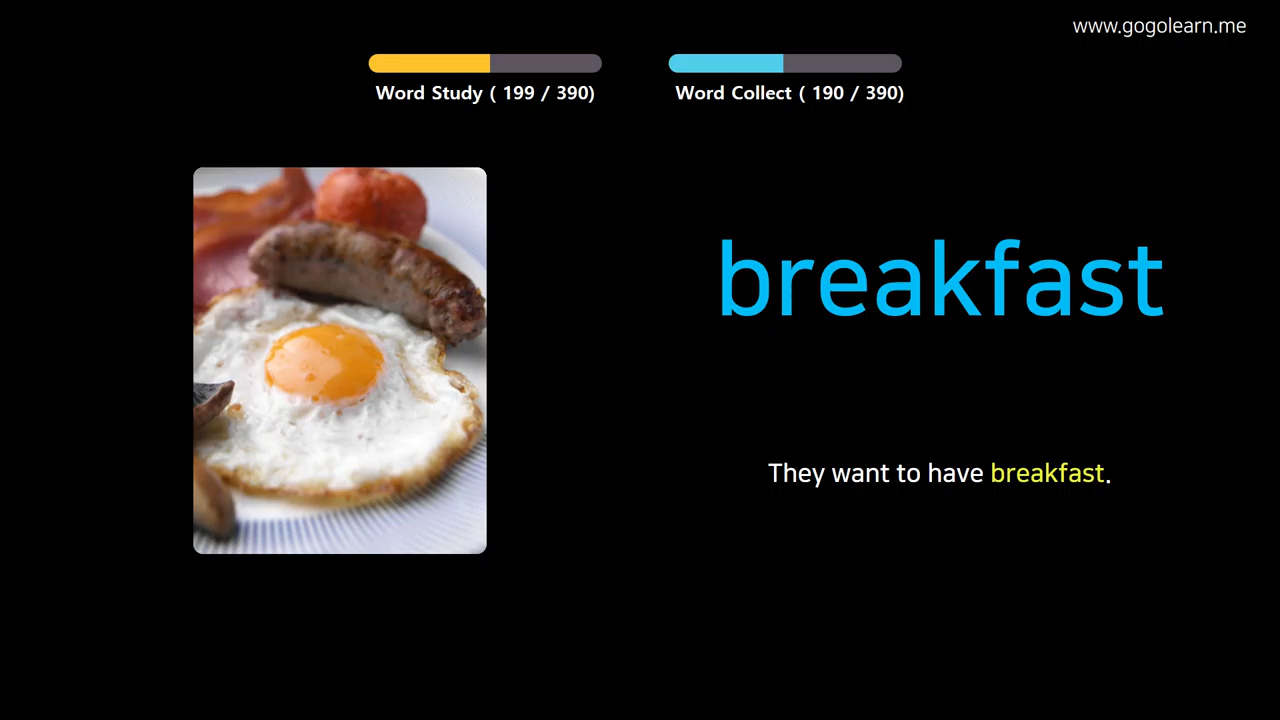 www.gogolearn.me
Word Study ( 199 / 390)
Word Collect ( 190 / 390)
breakfast
They want to have breakfast.